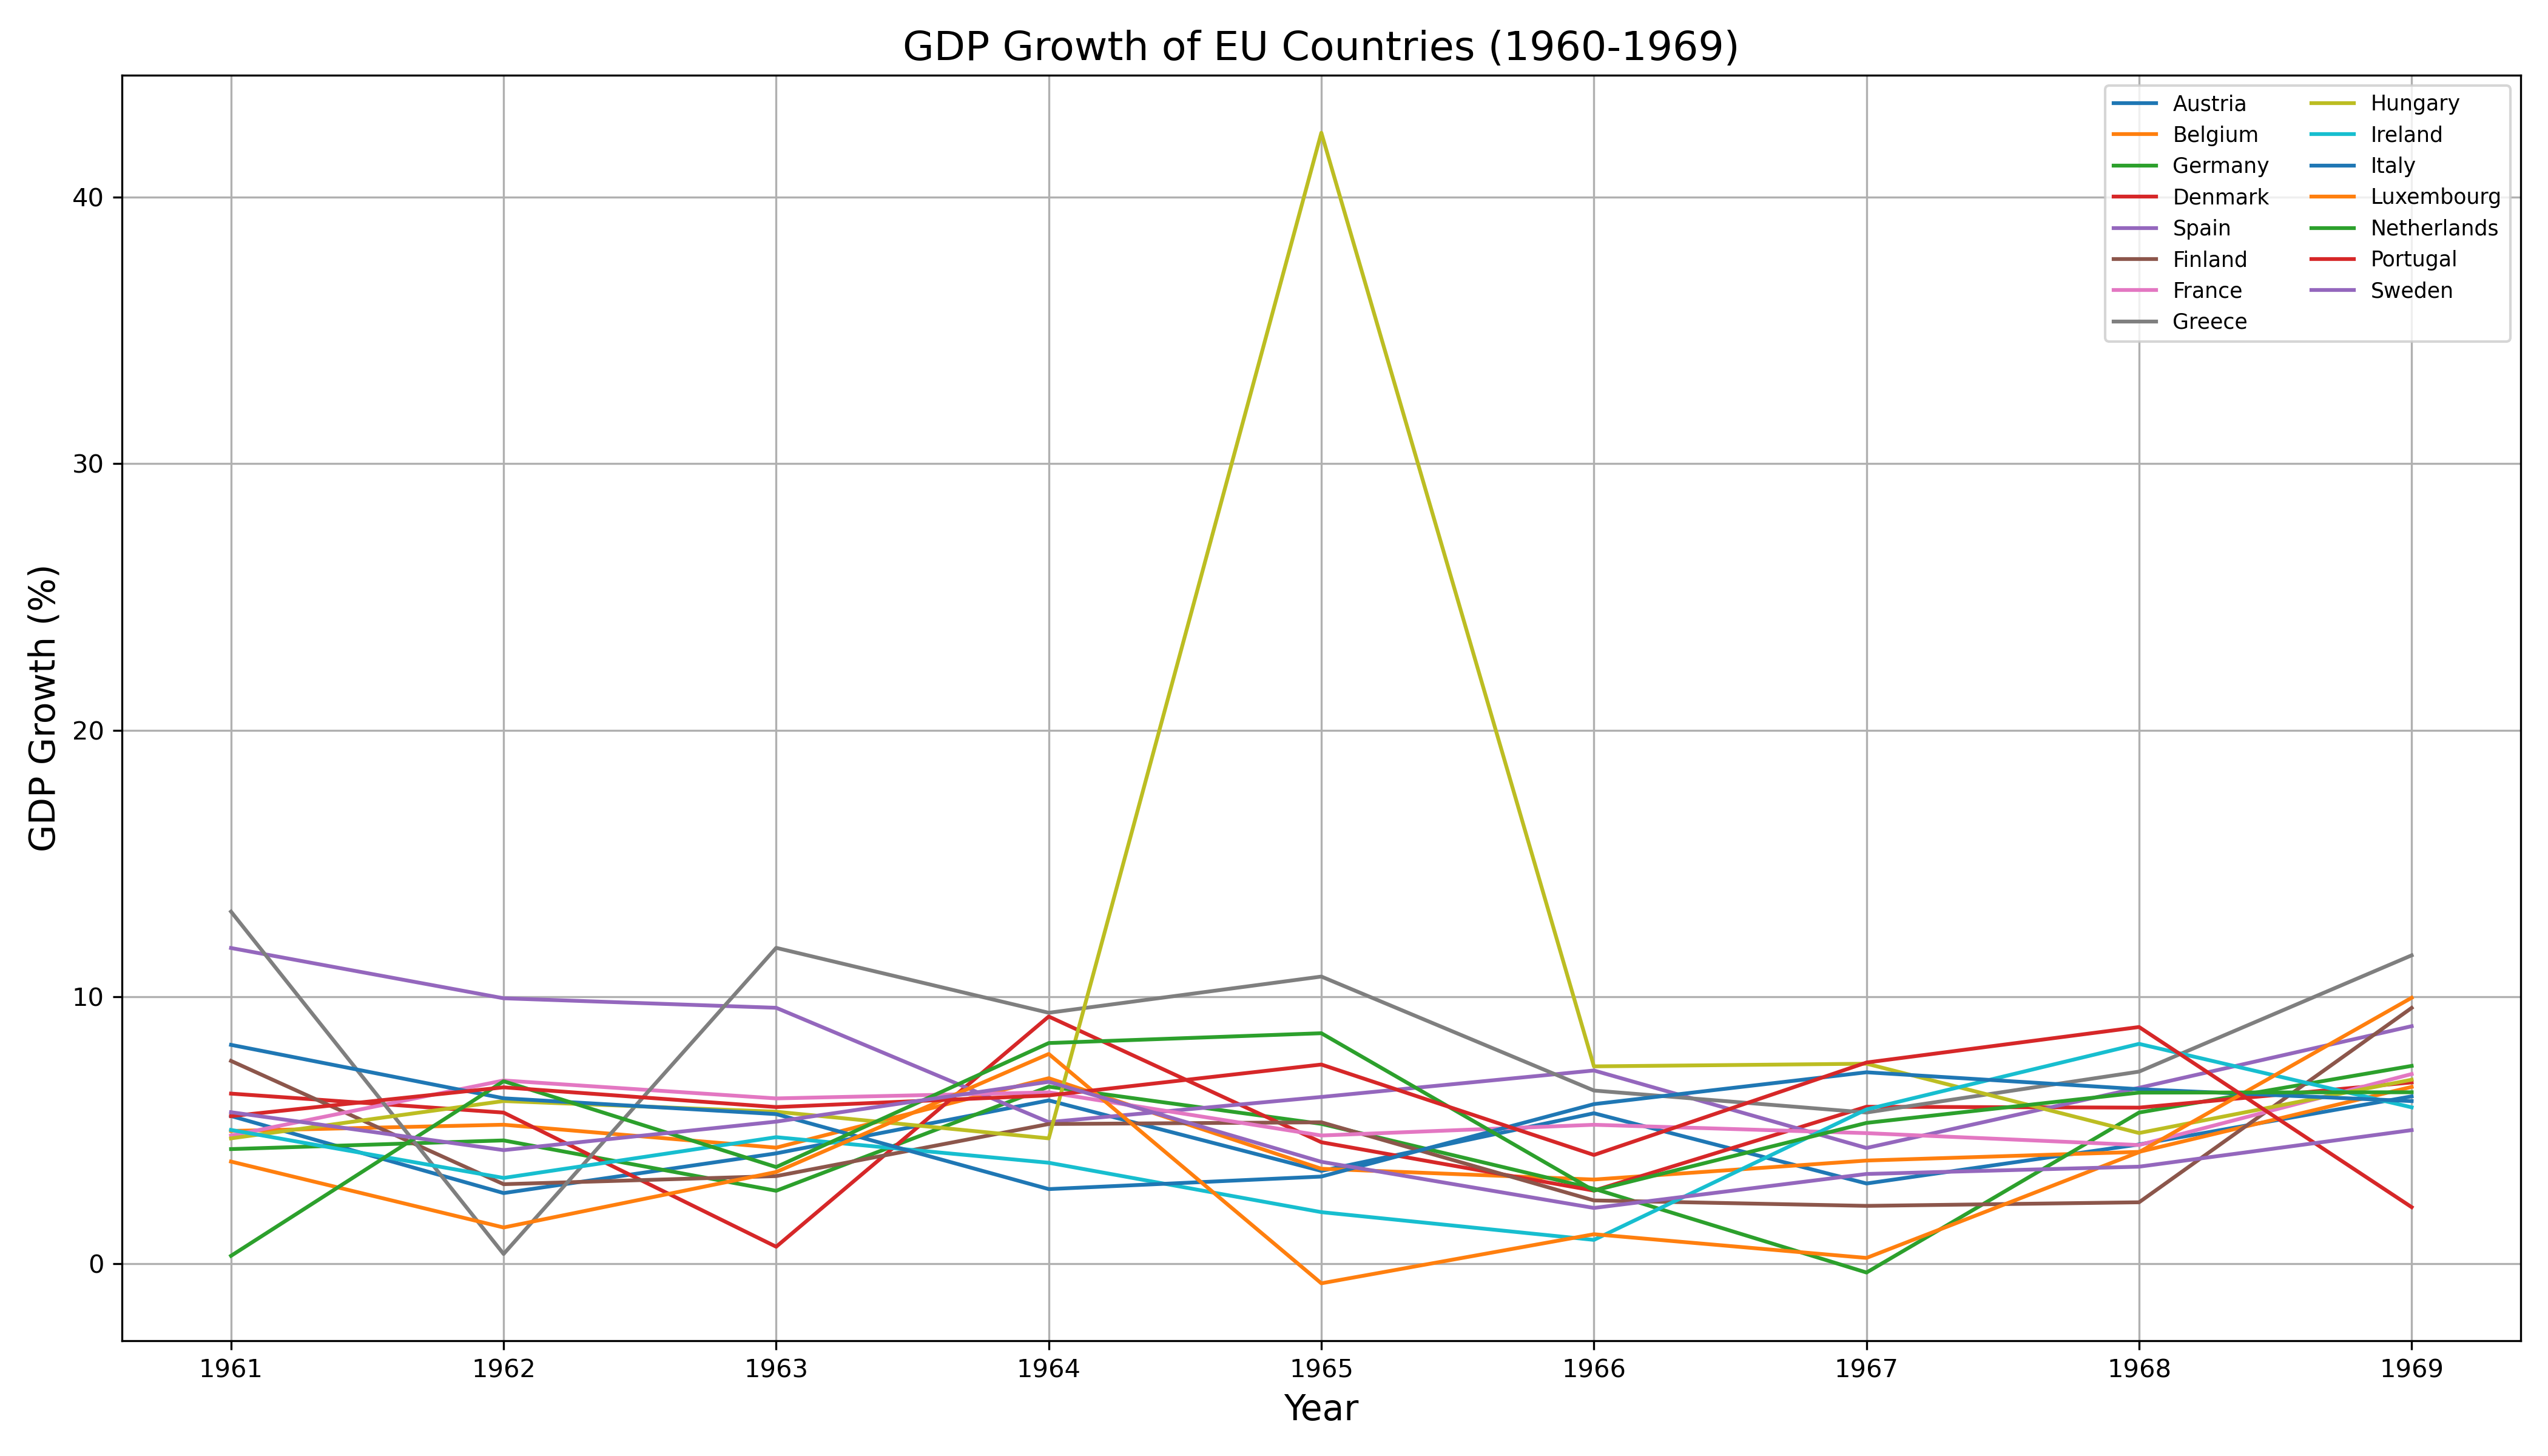 GDP Growth of EU Countries (1960-1969)
GDP Growth (%)
40
30
20
10
0
Austria
Belgium
Germany
Denmark
Spain
Finland
France
Greece
Hungary
Ireland
Italy
Luxembourg
Netherlands
Portugal
Sweden
1961 1962 1963 1964 1965 1966 1967 1968 1969
Year